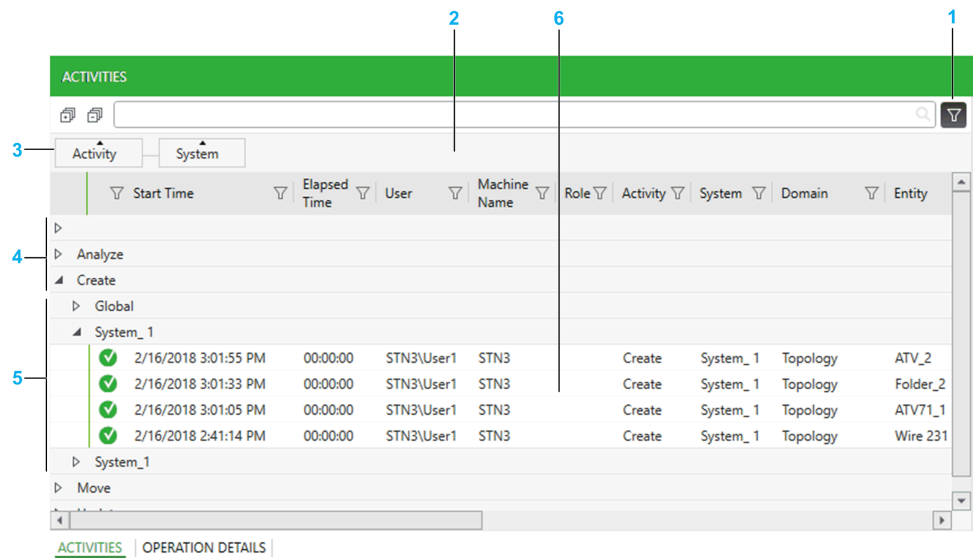 2 6 1
ACTIVITIES
3 Activity System
Start Time Elapsed Time User Machine Name Role Activity System Domain Entity
4 Analyze
Create
Global
System_ 1
2/16/2018 3:01:55 PM 00:00:00 STN3\User1 STN3 Create System_ 1 Topology ATV_2
5 2/16/2018 3:01:33 PM 00:00:00 STN3\User1 STN3 Create System_ 1 Topology Folder_2
2/16/2018 3:01:05 PM 00:00:00 STN3\User1 STN3 Create System_ 1 Topology ATV71_1
2/16/2018 2:41:14 PM 00:00:00 STN3\User1 STN3 Create System_ 1 Topology Wire 231
System_1
Move
ACTIVITIES OPERATION DETAILS